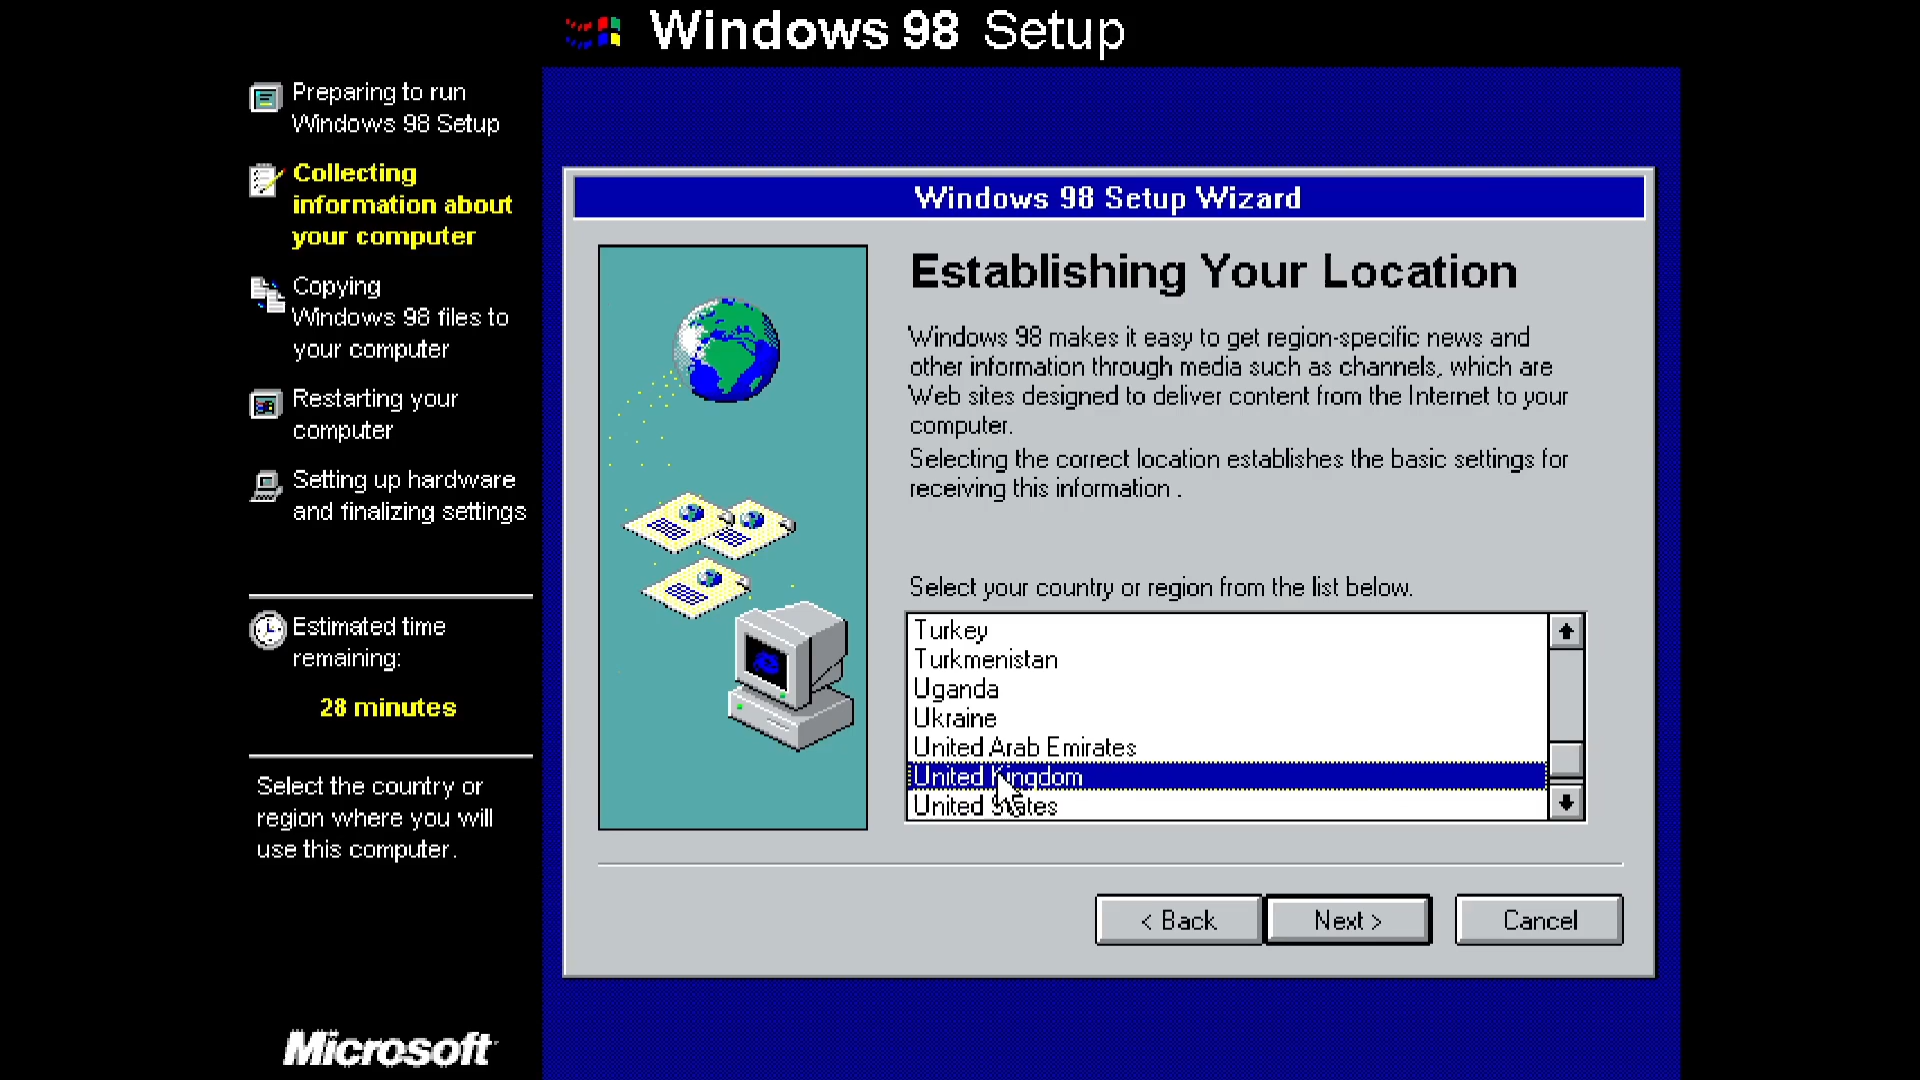 Windows 98 Setup
Preparing to run
Windows 98 Setup
Collecting
information about
your computer
Copying
Windows 98 files to
your computer
Restarting your
computer
Setting up hardware
and finalizing settings
Estimated time
remaining:
28 minutes
Select the country or
region where you will
use this computer.
Microsoft
Windows 98 Setup Wizard
Establishing Your Location
Windows 98 makes it easy to get region-specific news and
other information through media such as channels, which are
Web sites designed to deliver content from the Internet to your
computer.
Selecting the correct location establishes the basic settings for
receiving this information .
Select your country or region from the list below.
Turkey
Turkmenistan
Uganda
Ukraine
United Arab Emirates
United Kingdom
United States
< Back
Next >
Cancel